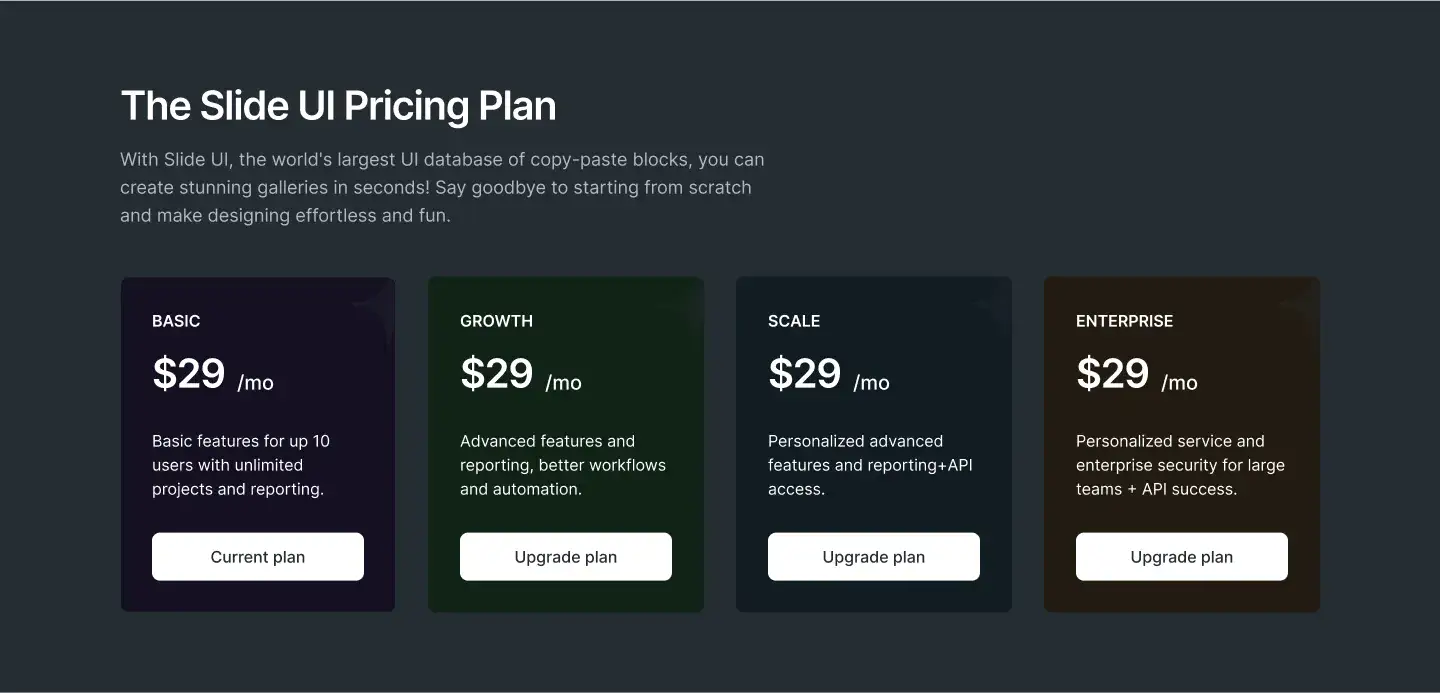 The Slide UI Pricing Plan
With Slide UI, the world's largest UI database of copy-paste blocks, you can
create stunning galleries in seconds! Say goodbye to starting from scratch
and make designing effortless and fun.
BASIC
$29 /mo
Basic features for up 10
users with unlimited
projects and reporting.
Current plan
GROWTH
$29 /mo
Advanced features and
reporting, better workflows
and automation.
Upgrade plan
SCALE
$29 /mo
Personalized advanced
features and reporting+API
access.
Upgrade plan
ENTERPRISE
$29 /mo
Personalized service and
enterprise security for large
teams + API success.
Upgrade plan